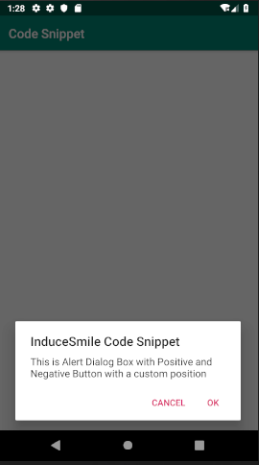 1:28
Code Snippet
InduceSmile Code Snippet
This is Alert Dialog Box with Positive and
Negative Button with a custom position
CANCEL OK